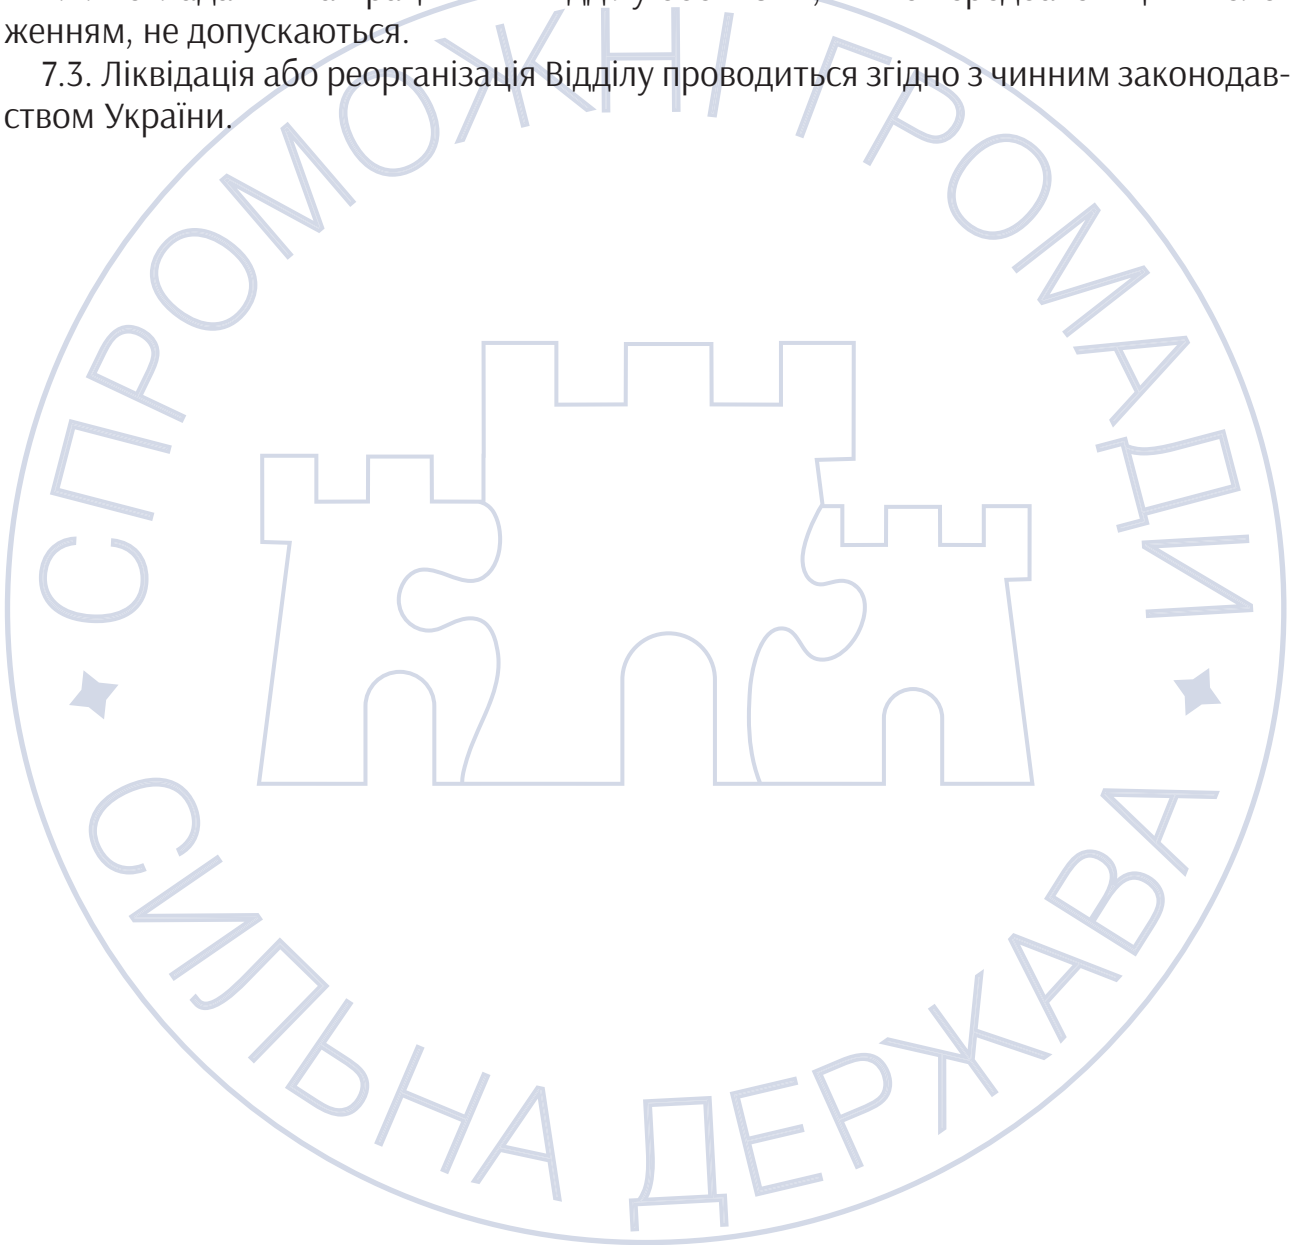 женням, не допускаються.
7.3. Ліквідація або реорганізація Відділу проводиться згідно з чинним законодав-
ством України.
СПРОМОЖНІ ГРОМАДИ
СИЛЬНА ДЕРЖАВА